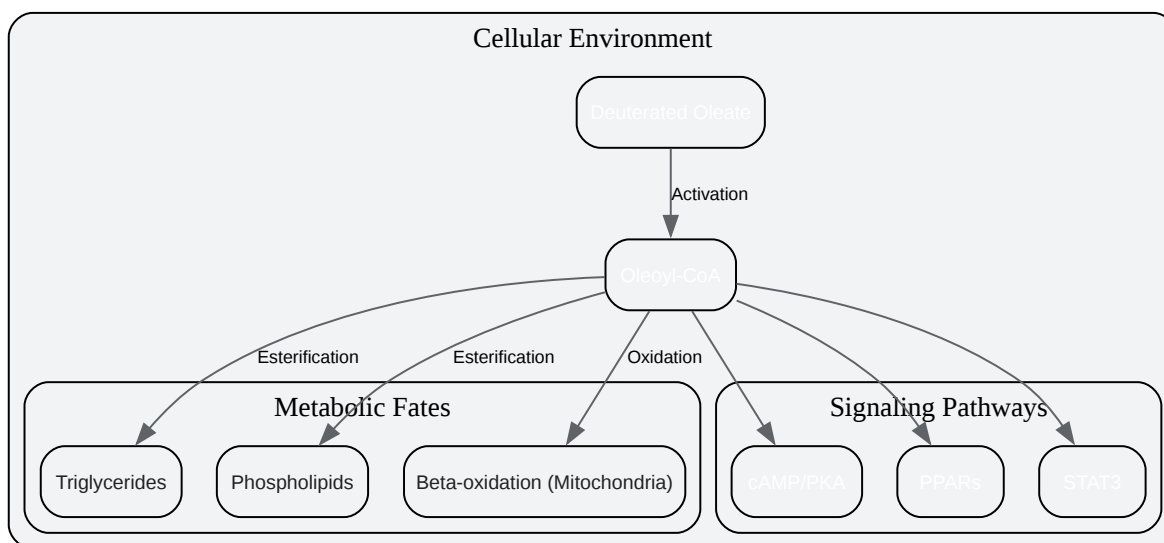 Cellular Environment
Deuterated Oleate
Activation
Oleoyl-CoA
Esterification
Esterification
Oxidation
Metabolic Fates
Signaling Pathways
Triglycerides
Phospholipids
Beta-oxidation (Mitochondria)
cAMP/PKA
PPARs
STAT3